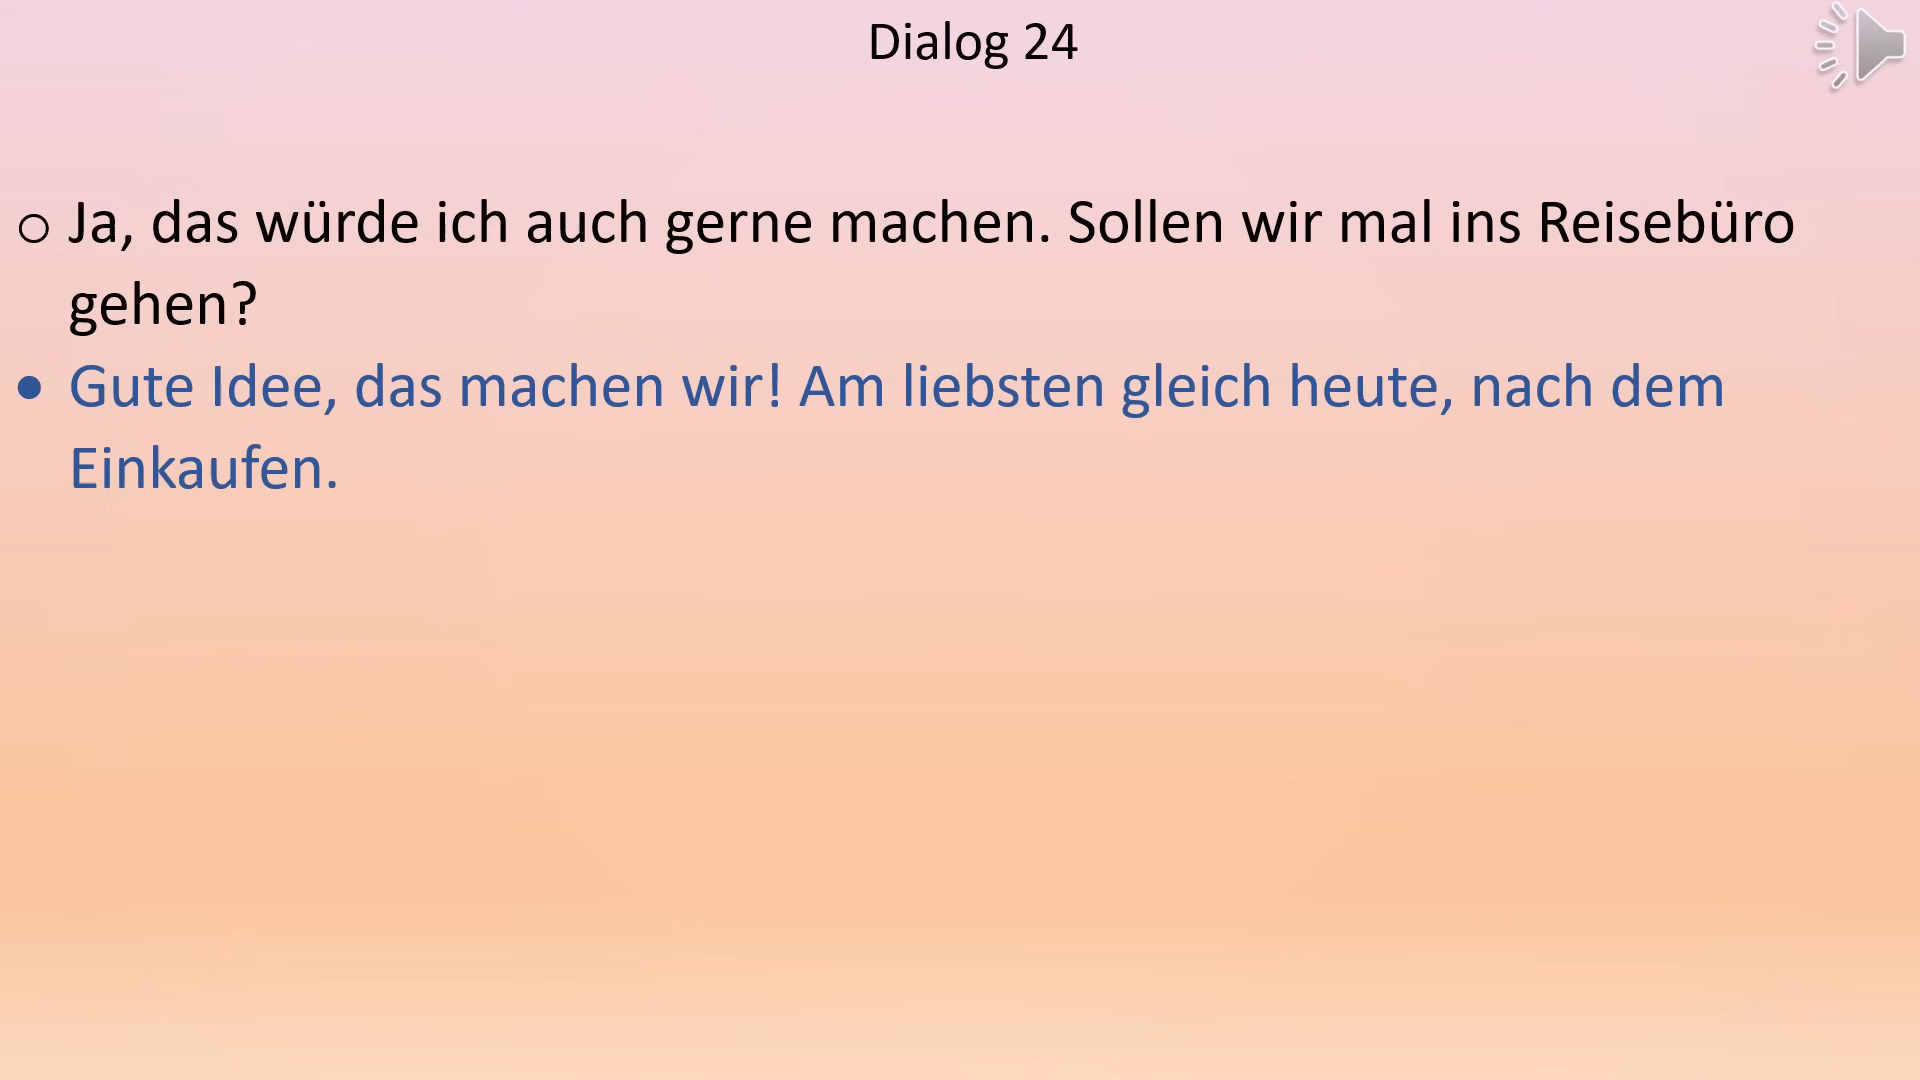 Dialog 24
○ Ja, das würde ich auch gerne machen. Sollen wir mal ins Reisebüro
gehen?
● Gute Idee, das machen wir! Am liebsten gleich heute, nach dem
Einkaufen.